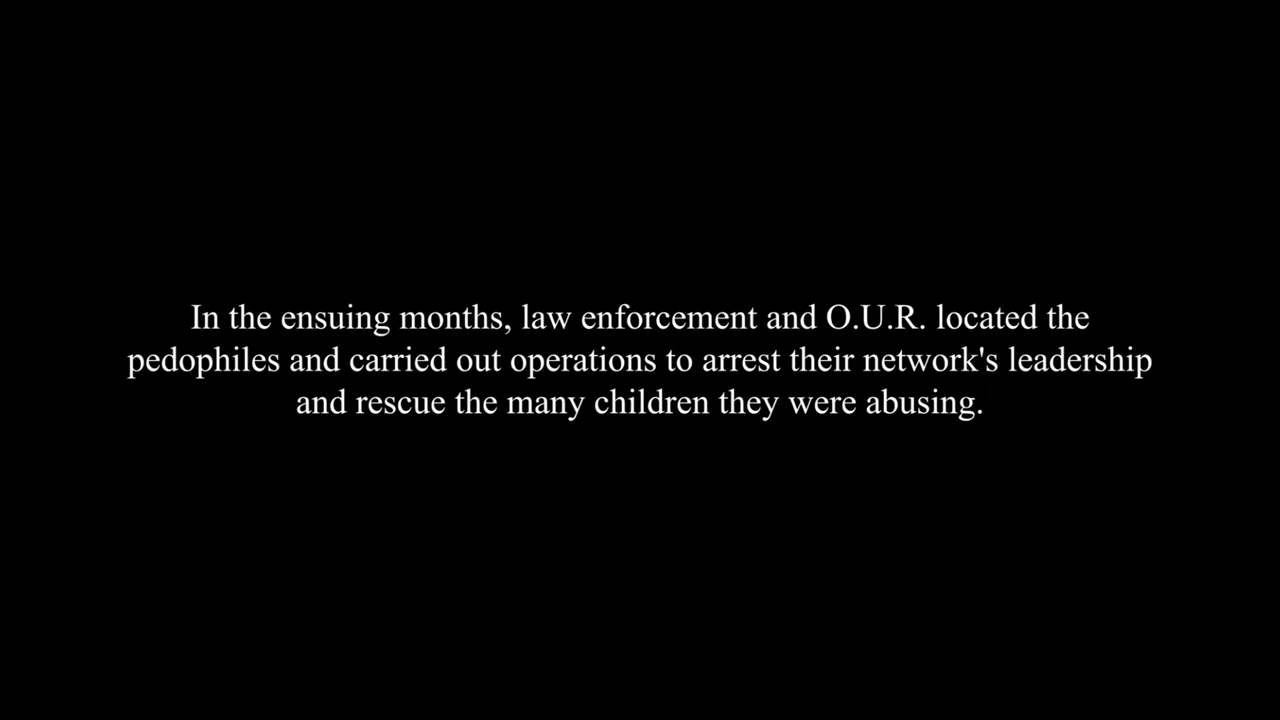 In the ensuing months, law enforcement and O.U.R. located the
pedophiles and carried out operations to arrest their network's leadership
and rescue the many children they were abusing.